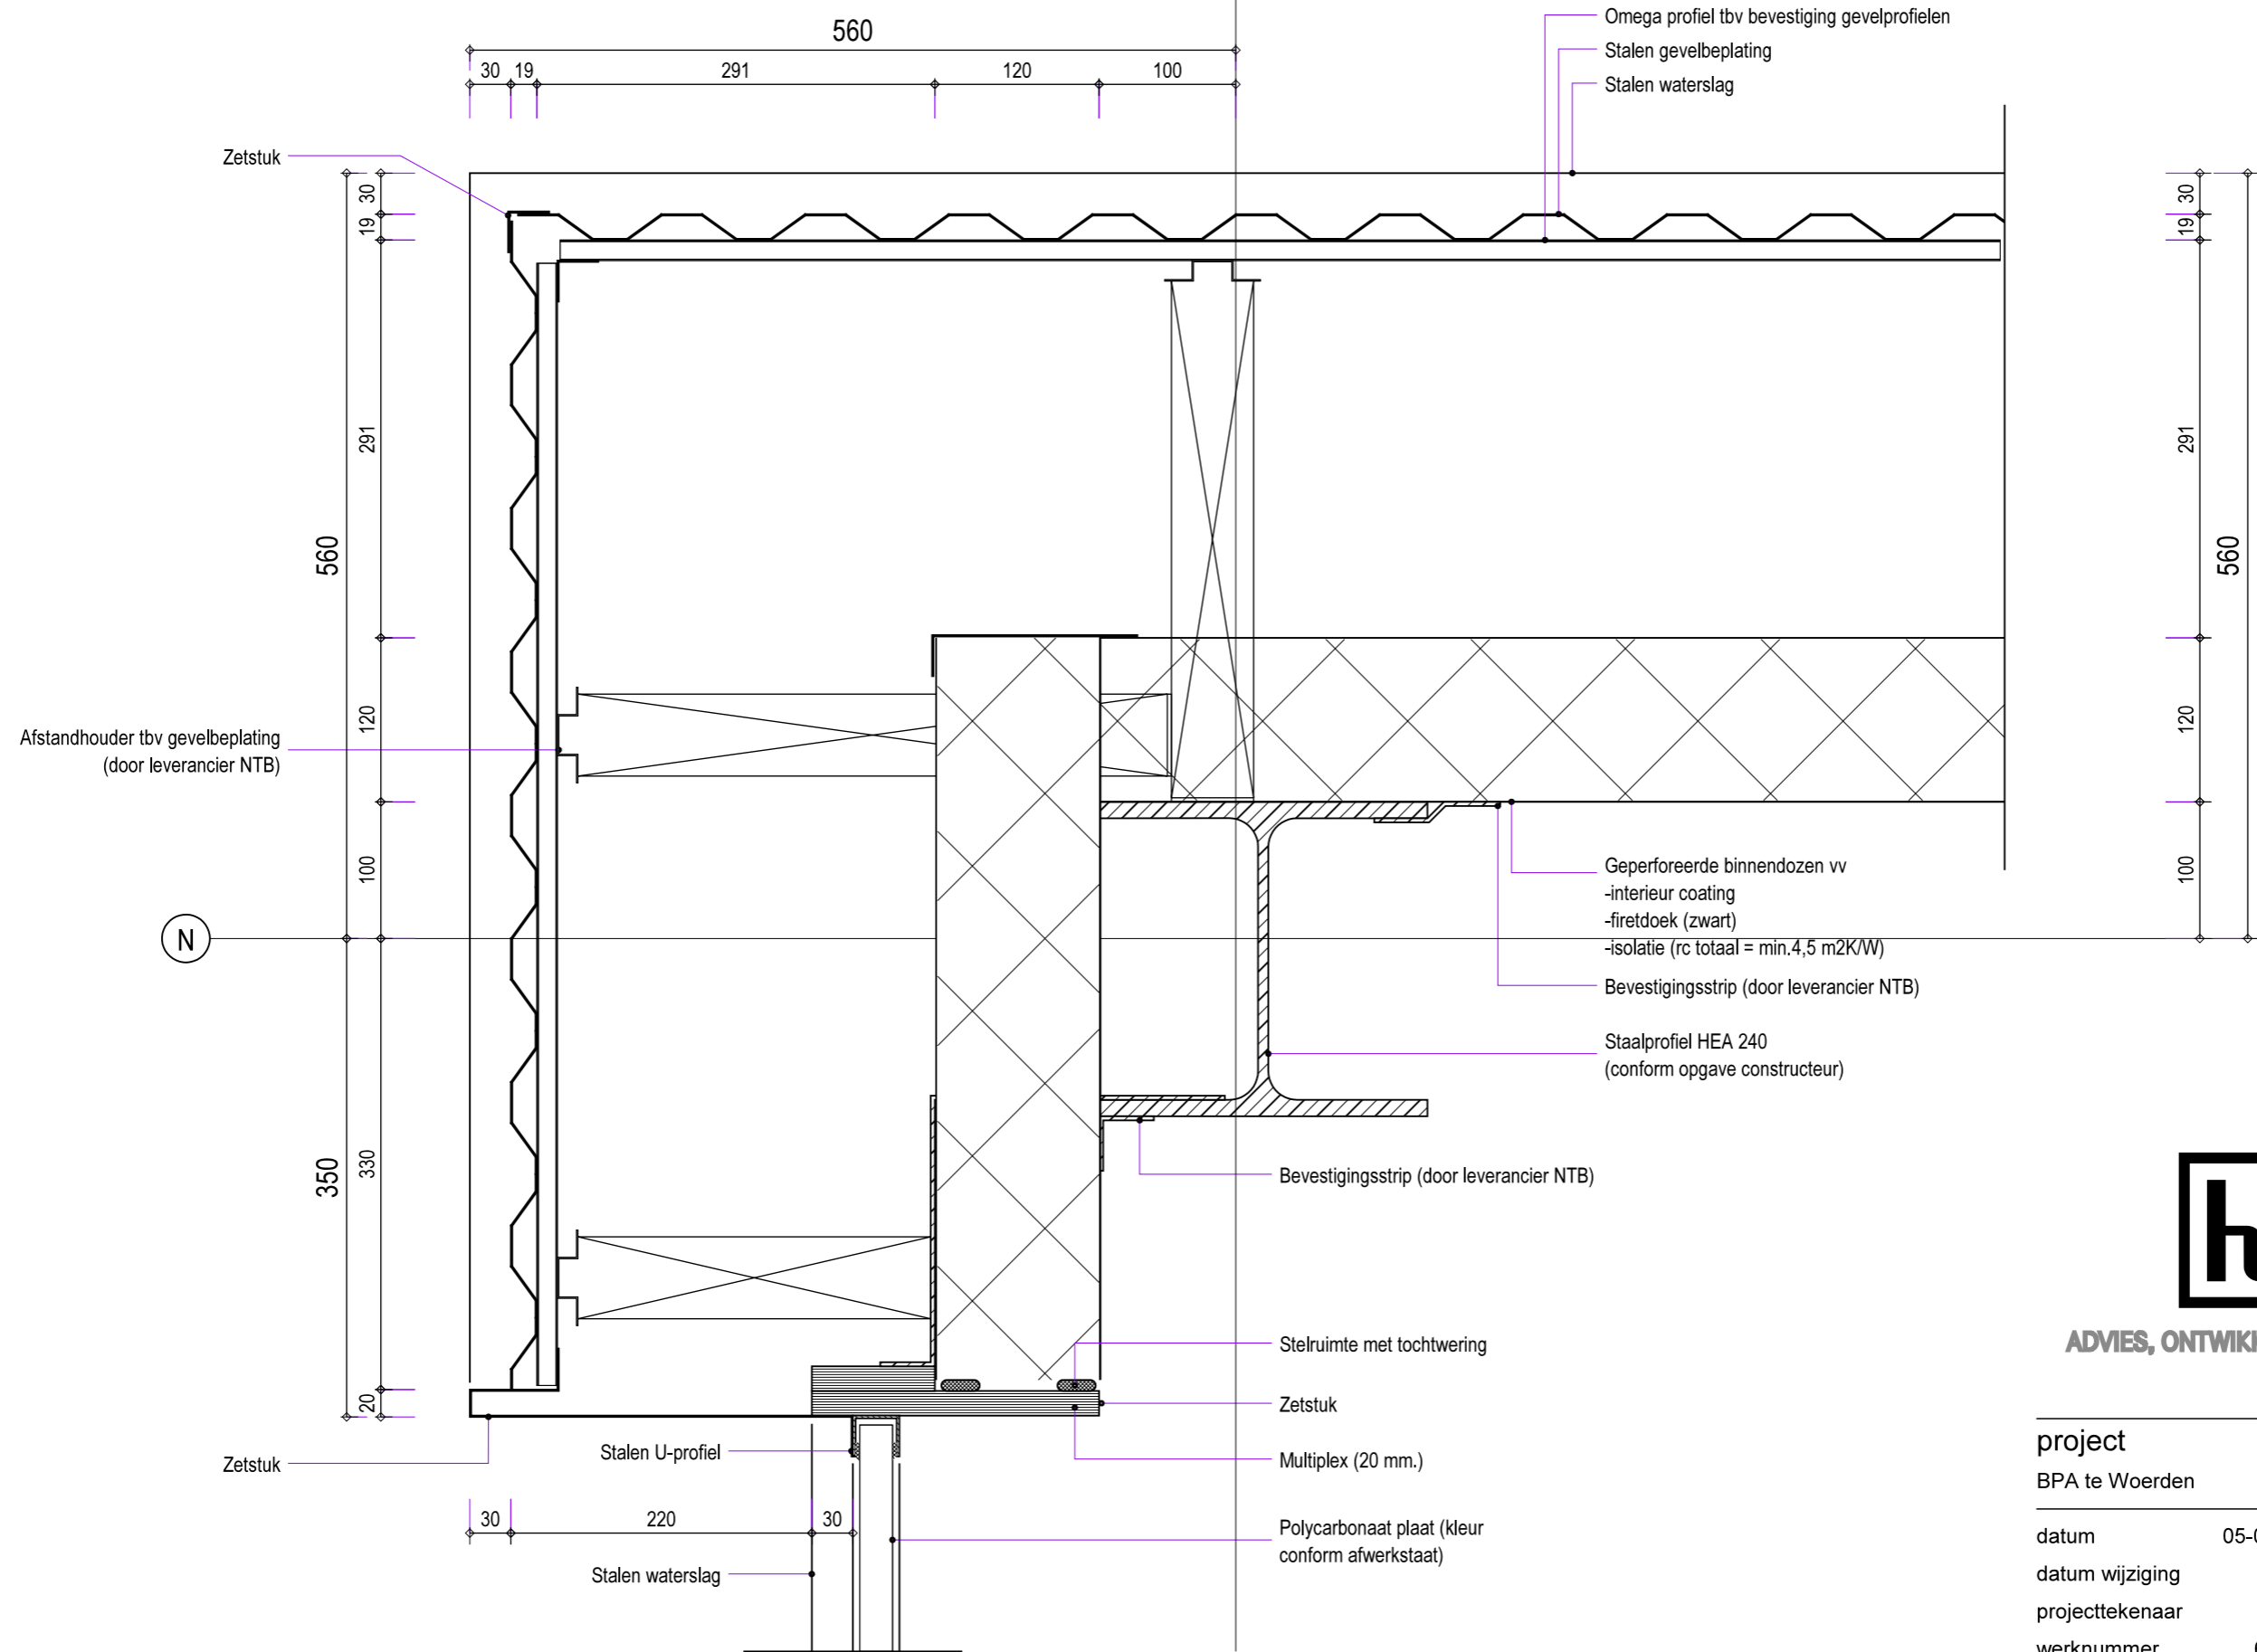 560
30 19 291 120 100
Omega profiel tbv bevestiging gevelprofielen
Stalen gevelbeplating
Stalen waterslag
Zetstuk
30
19
291
560
120
100
N
350
330
20
Afstandhouder tbv gevelbeplating
(door leverancier NTB)
30
19
291
560
120
100
Geperforeerde binnendozen vv
-interieur coating
-firetdoek (zwart)
-isolatie (rc totaal = min.4,5 m2K/W)
Bevestigingsstrip (door leverancier NTB)
Staalprofiel HEA 240
(conform opgave constructeur)
Bevestigingsstrip (door leverancier NTB)
Stelruimte met tochtwering
Zetstuk
Multiplex (20 mm.)
Polycarbonaat plaat (kleur
conform afwerkstaat)
Stalen U-profiel
Zetstuk
30 220 30
Stalen waterslag
ADVIES,
project
BPA te Woerden
datum
datum wijziging
projecttekenaar
werknummer